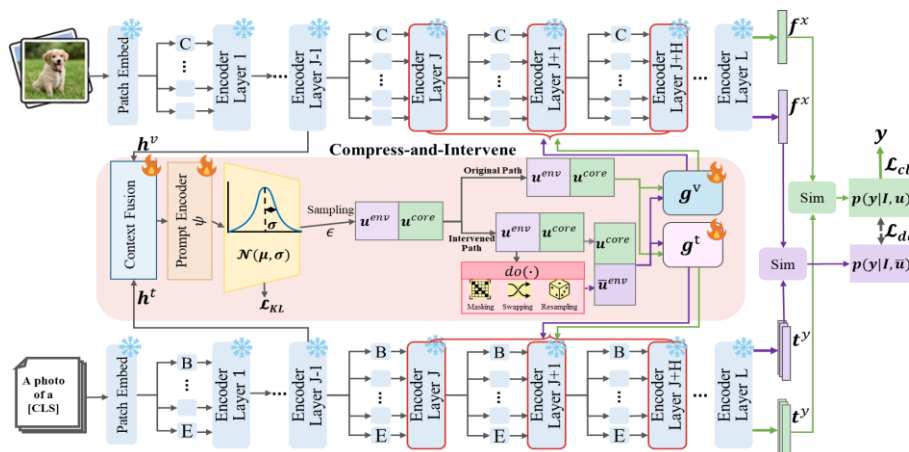 Patch Embed
C
Encoder Layer 1
Encoder Layer J-1
C
Encoder Layer J
C
Encoder Layer J+1
C
Encoder Layer J+H
Encoder Layer L
f^x
f^x
h^v
Compress-and-Intervene
Context Fusion
Prompt Encoder
ψ
σ
𝒩(μ, σ)
ℒ_KL
Sampling
ϵ
u^env u^core
Original Path
u^env u^core
Intervened Path
u^env u^core
u^core
ū^env
do(·)
Masking Swapping Resampling
g^v
g^t
y
ℒ_cl
Sim
p(y|I, u)
ℒ_do
Sim
p(y|I, ū)
h^t
A photo
of a
[CLS]
Patch Embed
B
E
Encoder Layer 1
Encoder Layer J-1
B
E
Encoder Layer J
B
E
Encoder Layer J+1
B
E
Encoder Layer J+H
Encoder Layer L
t^y
t^y